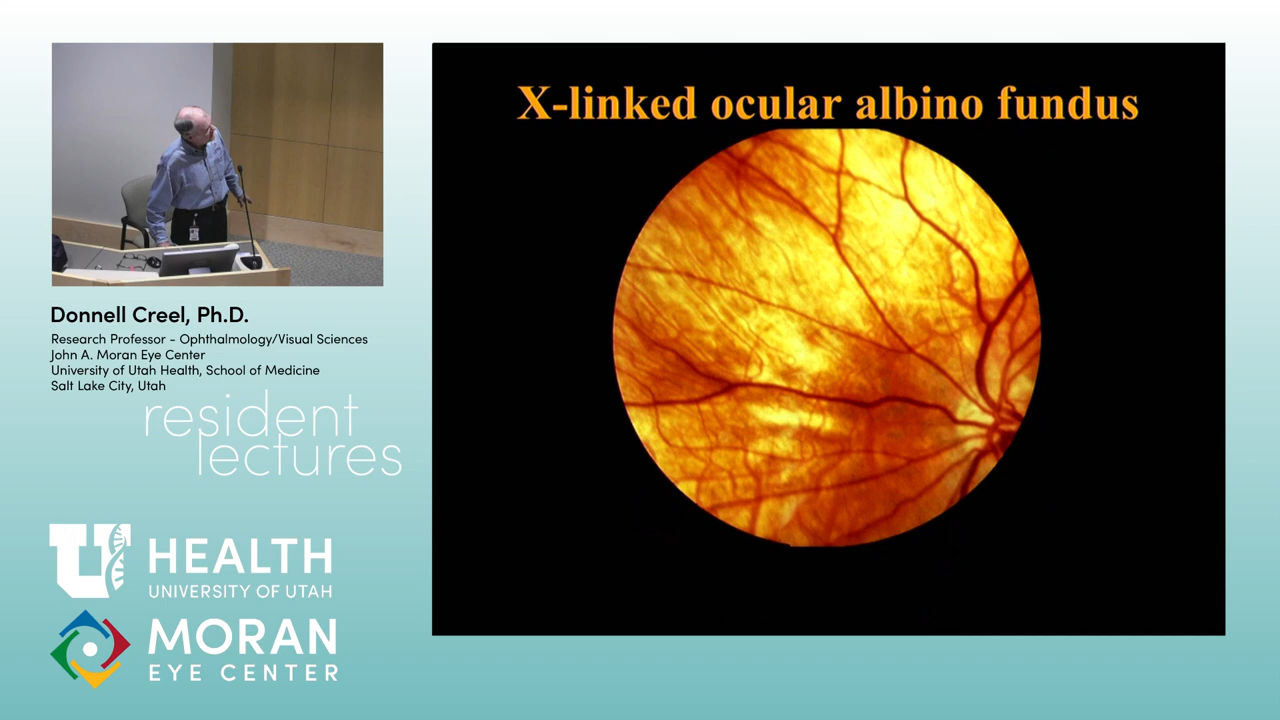 X-linked ocular albino fundus
Donnell Creel, Ph.D.
Research Professor - Ophthalmology/Visual Sciences
John A. Moran Eye Center
University of Utah Health, School of Medicine
Salt Lake City, Utah
resident
lectures
U HEALTH
UNIVERSITY OF UTAH
MORAN
EYE CENTER